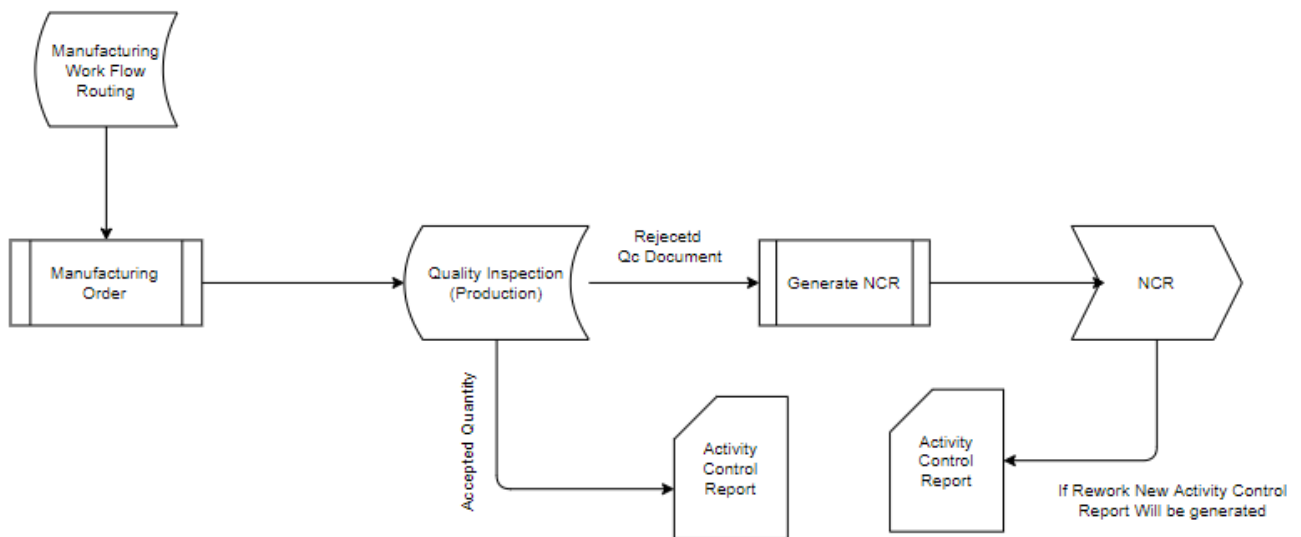 Manufacturing
Work Flow
Routing
Manufacturing
Order
Quality Inspection
(Production)
Rejecetd
Qc Document
Generate NCR
NCR
Accepted Quantity
Activity
Control
Report
Activity
Control
Report
If Rework New Activity Control
Report Will be generated